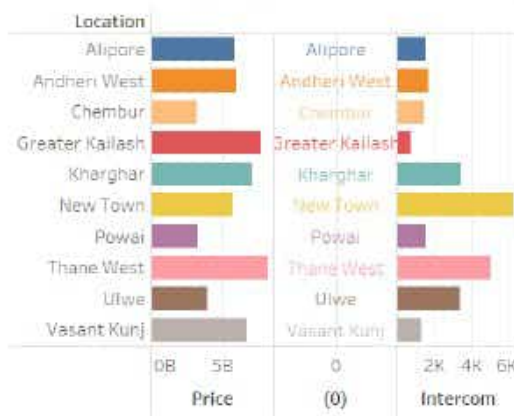 Location
Alipore Alipore
Andheri West Andheri West
Chembur Chembur
Greater Kailash Greater Kailash
Kharghar Kharghar
New Town New Town
Powai Powai
Thane West Thane West
Ulwe Ulwe
Vasant Kunj Vasant Kunj
0B 5B 0 2K 4K 6K
Price (0) Intercom